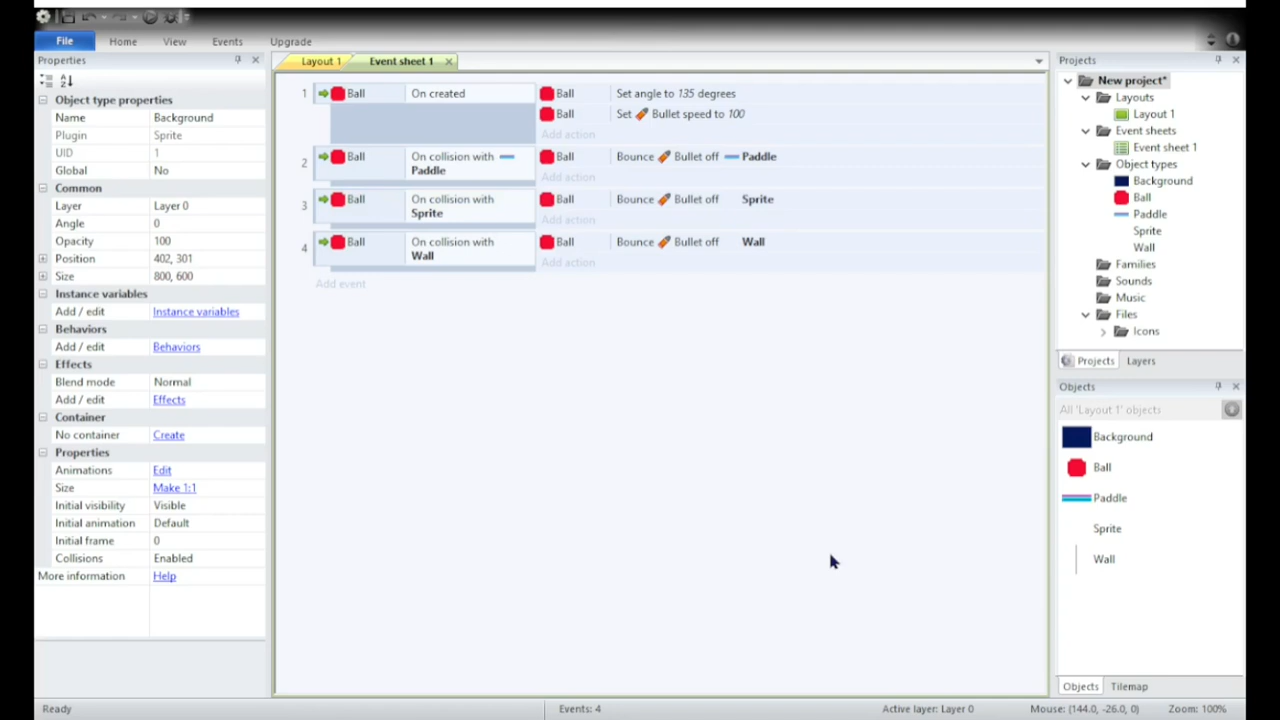 File Home View Events Upgrade
Properties
Object type properties
Name Background
Plugin Sprite
UID 1
Global No
Common
Layer Layer 0
Angle 0
Opacity 100
Position 402, 301
Size 800, 600
Instance variables
Add / edit Instance variables
Behaviors
Add / edit Behaviors
Effects
Blend mode Normal
Add / edit Effects
Container
No container Create
Properties
Animations Edit
Size Make 1:1
Initial visibility Visible
Initial animation Default
Initial frame 0
Collisions Enabled
More information Help
Layout 1 Event sheet 1
1 Ball On created Ball Set angle to 135 degrees
Ball Set Bullet speed to 100
Add action
2 Ball On collision with Paddle Ball Bounce Bullet off Paddle
Add action
3 Ball On collision with Sprite Ball Bounce Bullet off Sprite
Add action
4 Ball On collision with Wall Ball Bounce Bullet off Wall
Add action
Add event
Projects
New project*
Layouts
Layout 1
Event sheets
Event sheet 1
Object types
Background
Ball
Paddle
Sprite
Wall
Families
Sounds
Music
Files
Icons
Projects Layers
Objects
All 'Layout 1' objects
Background
Ball
Paddle
Sprite
Wall
Objects Tilemap
Ready Events: 4 Active layer: Layer 0 Mouse: (144.0, -26.0, 0) Zoom: 100%